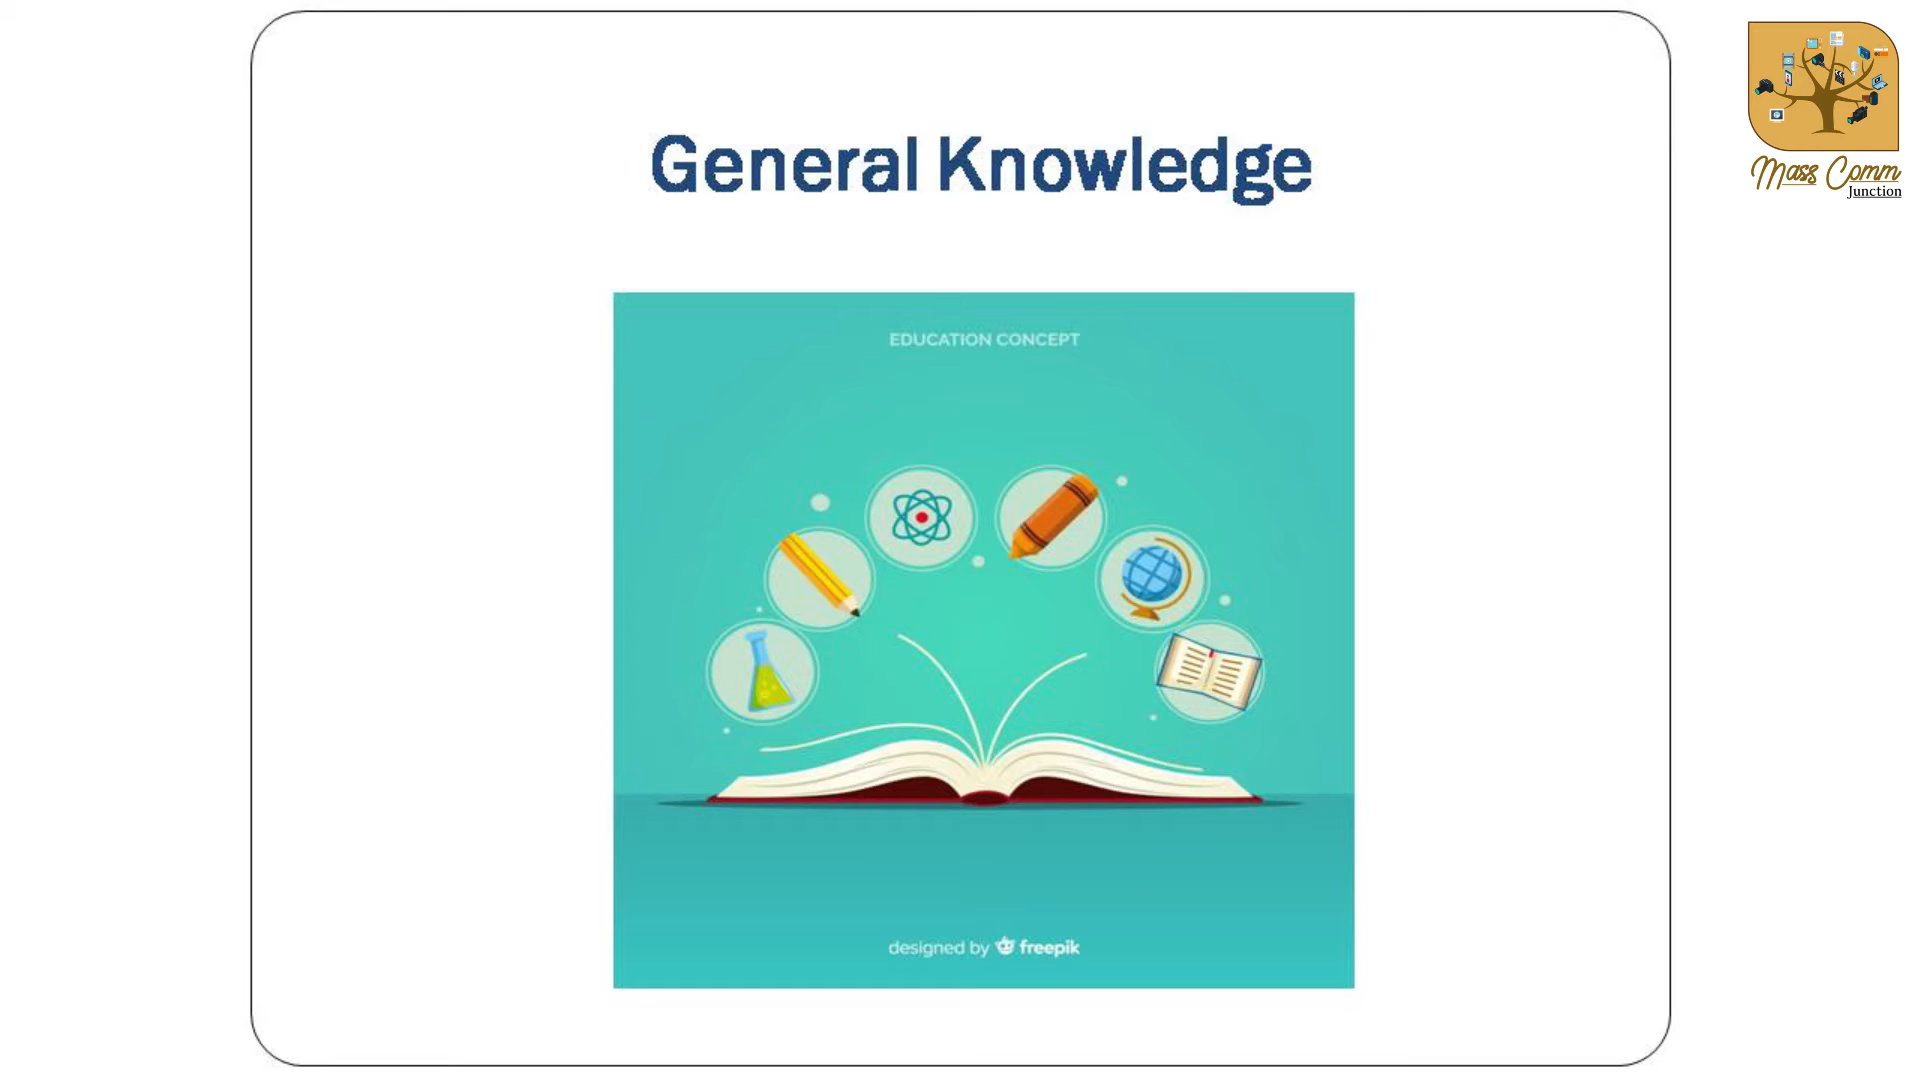 General Knowledge
Mass Comm
Junction
EDUCATION CONCEPT
designed by freepik